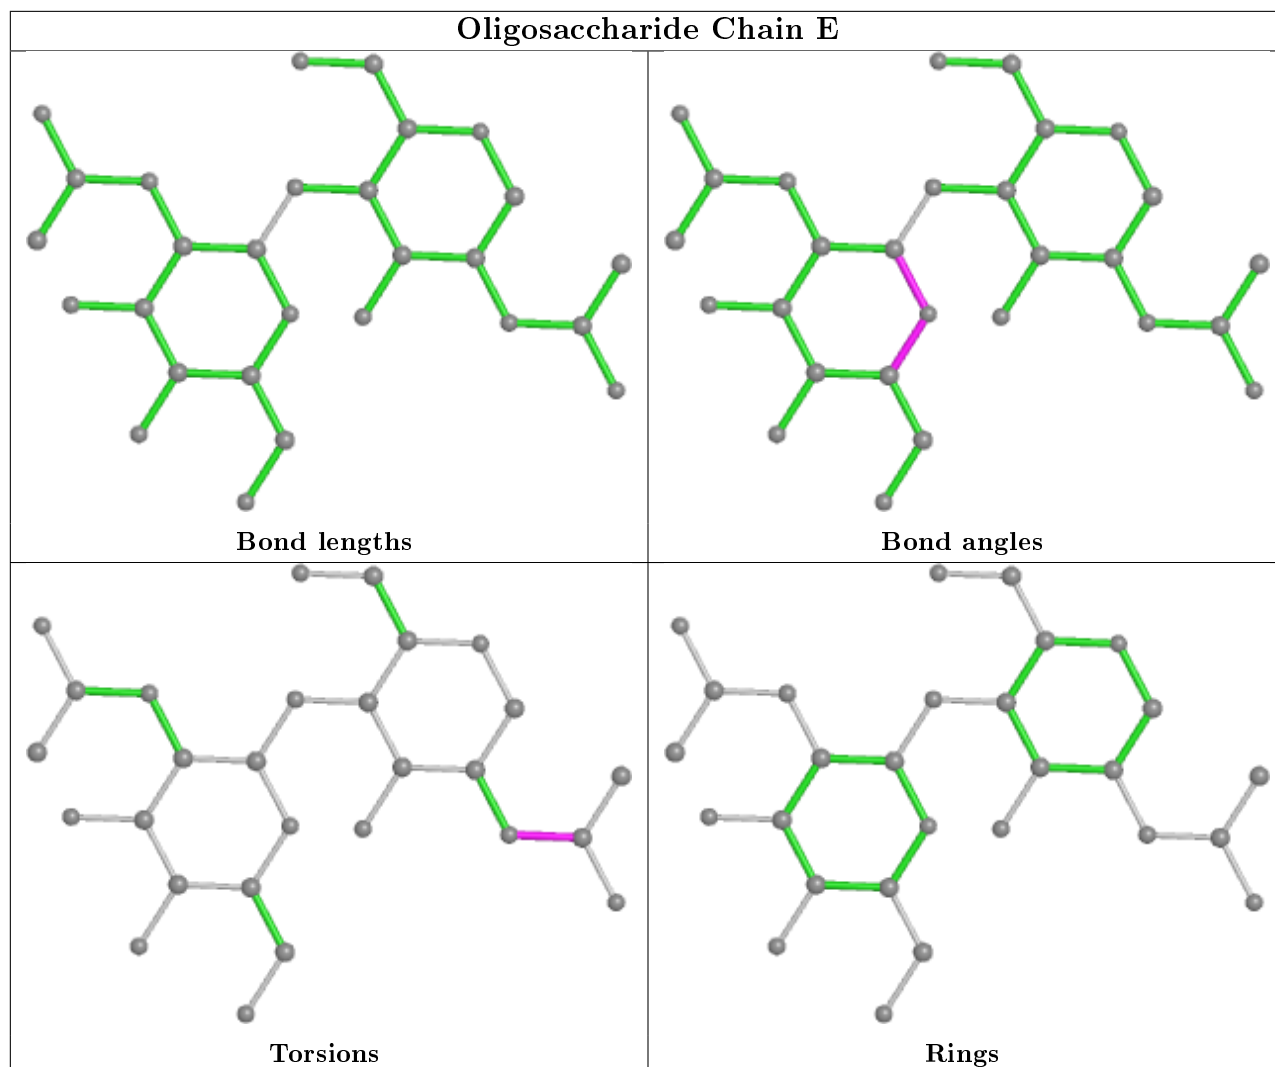 Oligosaccharide Chain E
Bond lengths
Bond angles
Torsions
Rings